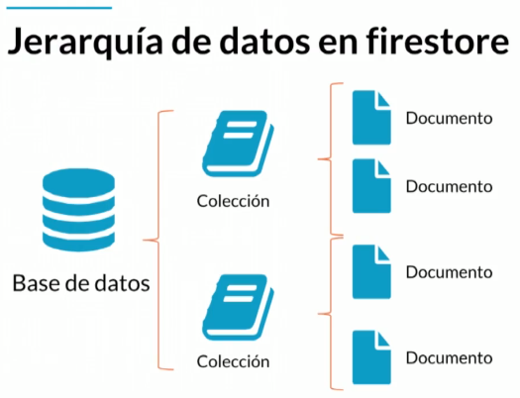 Jerarquía de datos en firestore
Base de datos
Colección
Colección
Documento
Documento
Documento
Documento